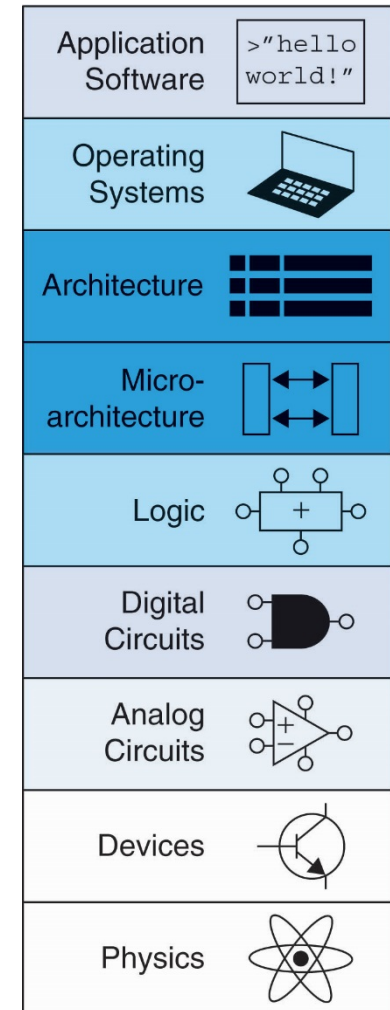 Application
Software
>"hello
world!"
Operating
Systems
Architecture
Micro-
architecture
Logic
+
Digital
Circuits
Analog
Circuits
+
−
Devices
Physics